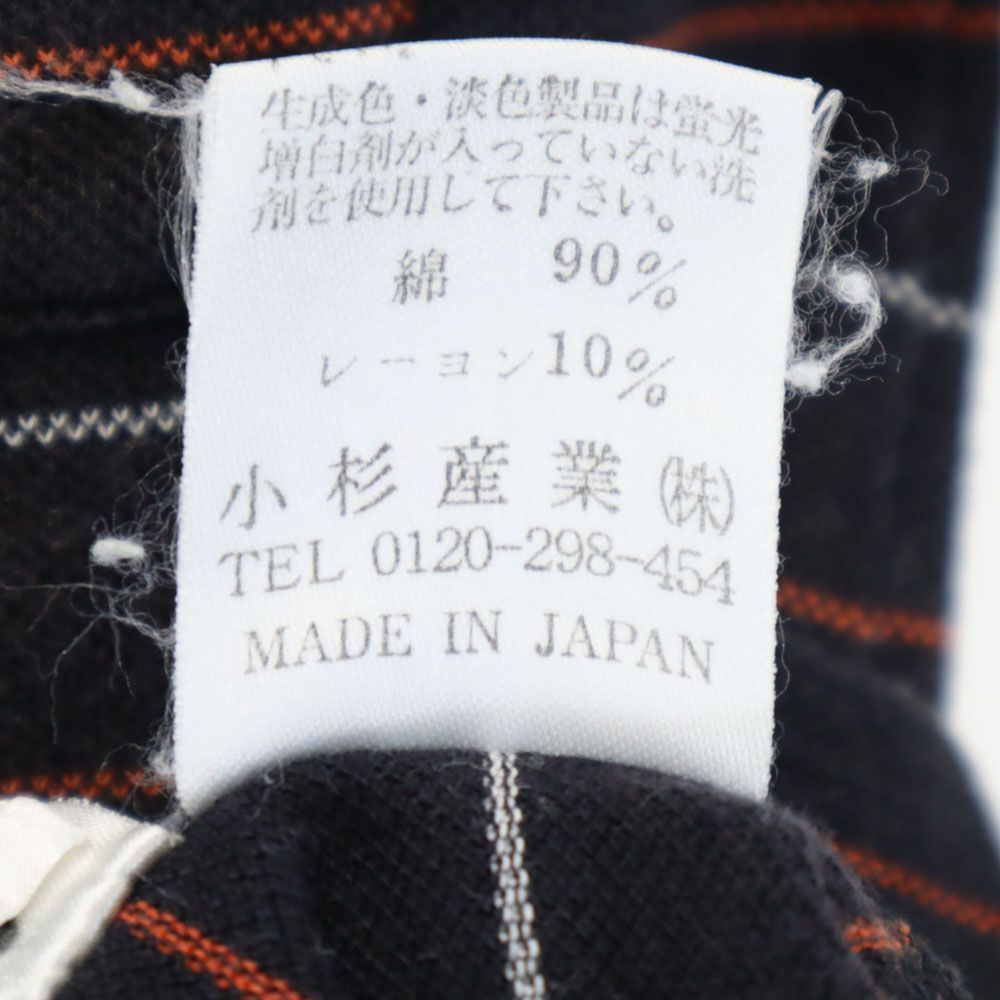 生成色・淡色製品は蛍光
増白剤が入っていない洗
剤を使用して下さい。
綿 90%
レーヨン 10%
小杉産業(株)
TEL 0120-298-454
MADE IN JAPAN